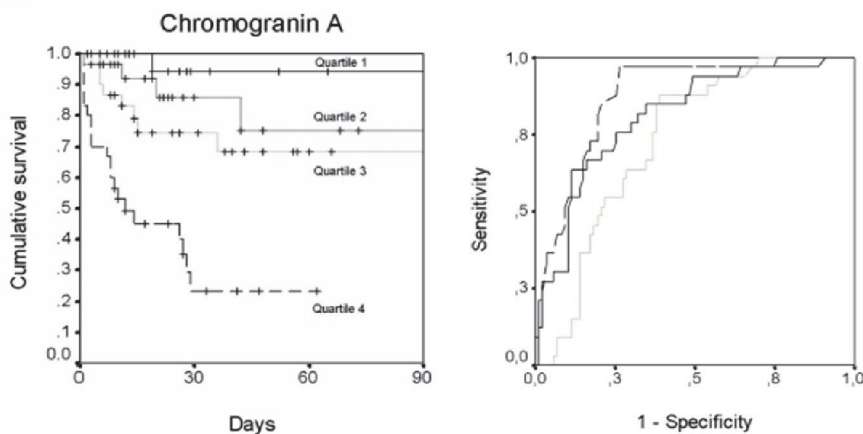 Chromogranin A
Cumulative survival
1.0
.9
.8
.7
.6
.5
.4
.3
.2
.1
0.0
Quartile 1
Quartile 2
Quartile 3
Quartile 4
0
30
60
90
Days
Sensitivity
1,0
,8
,5
,3
0,0
0,0
,3
,5
,8
1,0
1 - Specificity